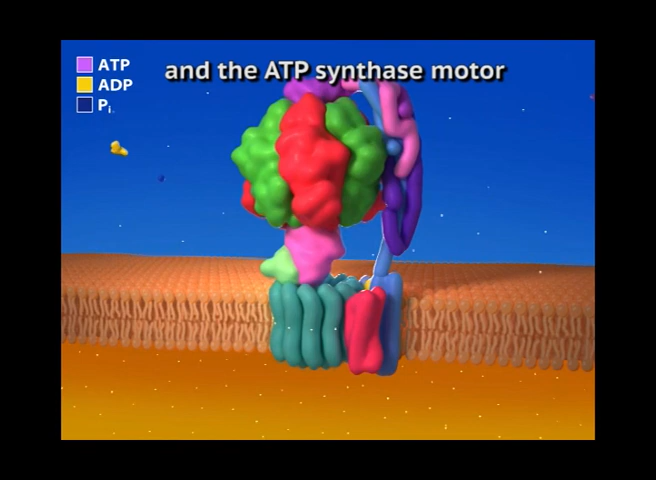 and the ATP synthase motor
ATP
ADP
Pi